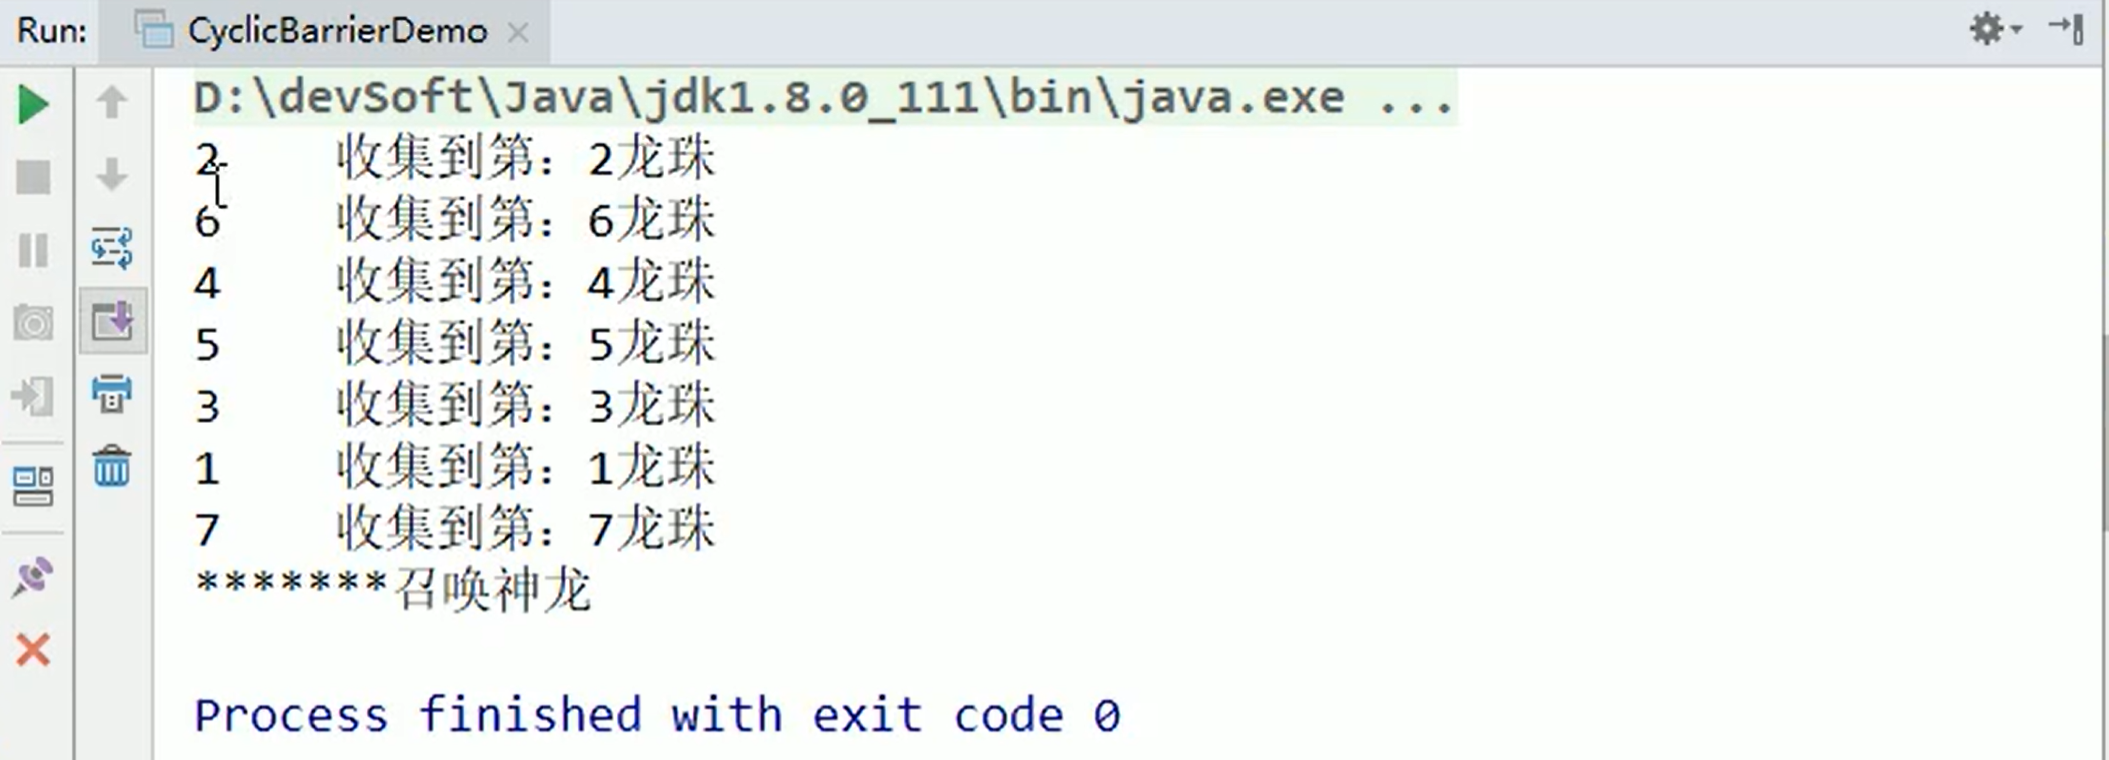 Run: CyclicBarrierDemo
D:\devSoft\Java\jdk1.8.0_111\bin\java.exe ...
2 收集到第：2龙珠
6 收集到第：6龙珠
4 收集到第：4龙珠
5 收集到第：5龙珠
3 收集到第：3龙珠
1 收集到第：1龙珠
7 收集到第：7龙珠
*******召唤神龙
Process finished with exit code 0